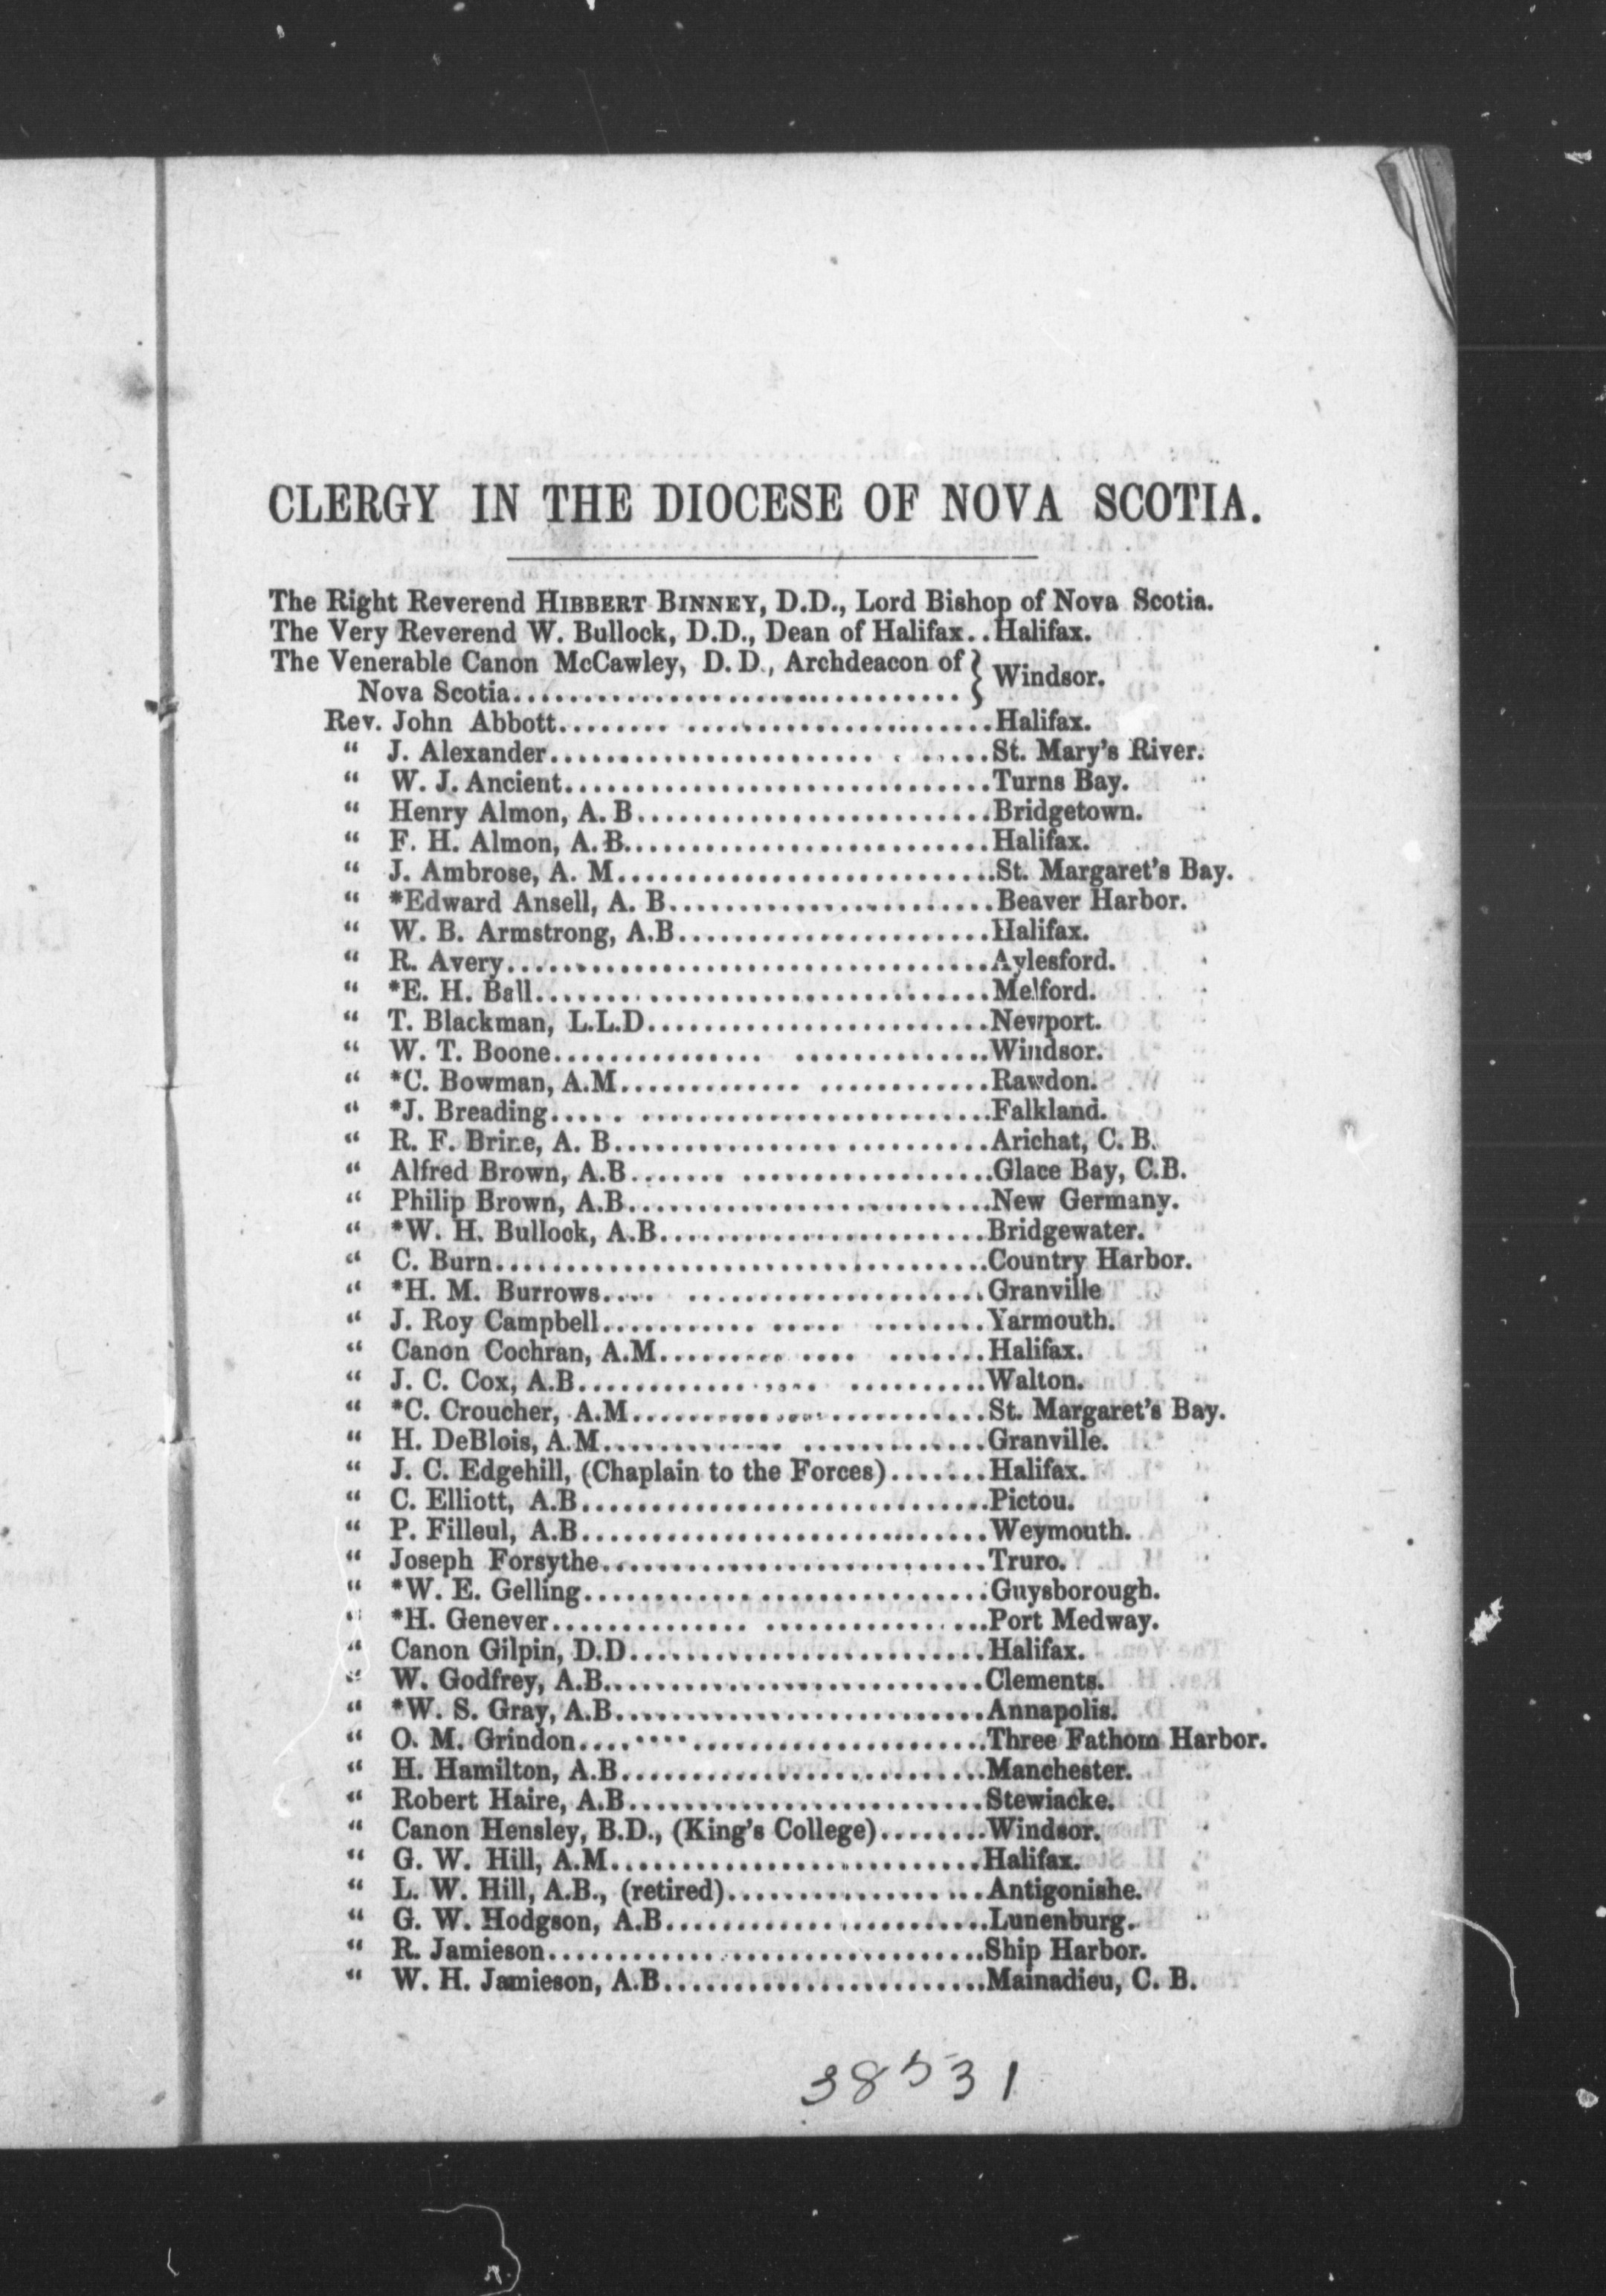 CLERGY IN THE DIOCESE OF NOVA SCOTIA.
The Right Reverend HIBBERT BINNEY, D.D., Lord Bishop of Nova Scotia.
The Very Reverend W. Bullock, D.D., Dean of Halifax..Halifax.
The Venerable Canon McCawley, D. D., Archdeacon of } Windsor.
Nova Scotia................................
Rev. John Abbott........ ......................Halifax.
" J. Alexander....................... . .....St. Mary's River.
" W. J. Ancient..............................Turns Bay.
" Henry Almon, A. B.........................Bridgetown.
" F. H. Almon, A. B..........................Halifax.
" J. Ambrose, A. M...........................St. Margaret's Bay.
" *Edward Ansell, A. B.......................Beaver Harbor.
" W. B. Armstrong, A.B......................Halifax.
" R. Avery..................................Aylesford.
" *E. H. Ball................................Melford.
" T. Blackman, L.L.D........................Newport.
" W. T. Boone............... ..............Windsor.
" *C. Bowman, A.M............. ............Rawdon.
" *J. Breading..... .........................Falkland.
" R. F. Brine, A. B...........................Arichat, C. B.
" Alfred Brown, A.B....... ..................Glace Bay, C.B.
" Philip Brown, A.B..........................New Germany.
" *W. H. Bullock, A.B.......................Bridgewater.
" C. Burn...................................Country Harbor.
" *H. M. Burrows.... .....................Granville
" J. Roy Campbell........... ..... ........Yarmouth.
" Canon Cochran, A.M......... .... .......Halifax.
" J. C. Cox, A.B................. ..........Walton.
" *C. Croucher, A.M.........................St. Margaret's Bay.
" H. DeBlois, A.M............. .............Granville.
" J. C. Edgehill, (Chaplain to the Forces).......Halifax.
" C. Elliott, A.B.............................Pictou.
" P. Filleul, A.B.............................Weymouth.
" Joseph Forsythe...........................Truro.
" *W. E. Gelling............................Guysborough.
" *H. Genever.............. ................Port Medway.
" Canon Gilpin, D.D.........................Halifax.
" W. Godfrey, A.B...........................Clements.
" *W. S. Gray, A.B..........................Annapolis.
" O. M. Grindon.............................Three Fathom Harbor.
" H. Hamilton, A.B..........................Manchester.
" Robert Haire, A.B.........................Stewiacke.
" Canon Hensley, B.D., (King's College)........Windsor.
" G. W. Hill, A.M..........................Halifax.
" L. W. Hill, A.B., (retired)..................Antigonishe.
" G. W. Hodgson, A.B.......................Lunenburg.
" R. Jamieson...............................Ship Harbor.
" W. H. Jamieson, A.B.......................Mainadieu, C. B.
38531